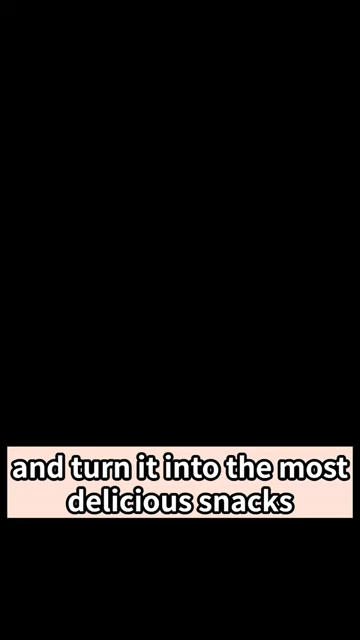 and turn it into the most
delicious snacks